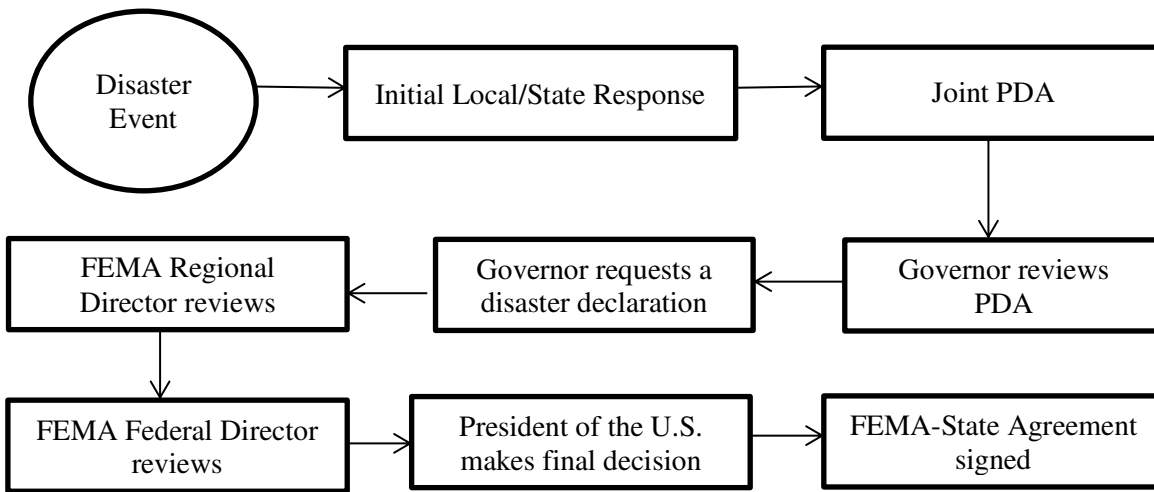 Disaster
Event
Initial Local/State Response
Joint PDA
Governor reviews
PDA
Governor requests a
disaster declaration
FEMA Regional
Director reviews
FEMA Federal Director
reviews
President of the U.S.
makes final decision
FEMA-State Agreement
signed